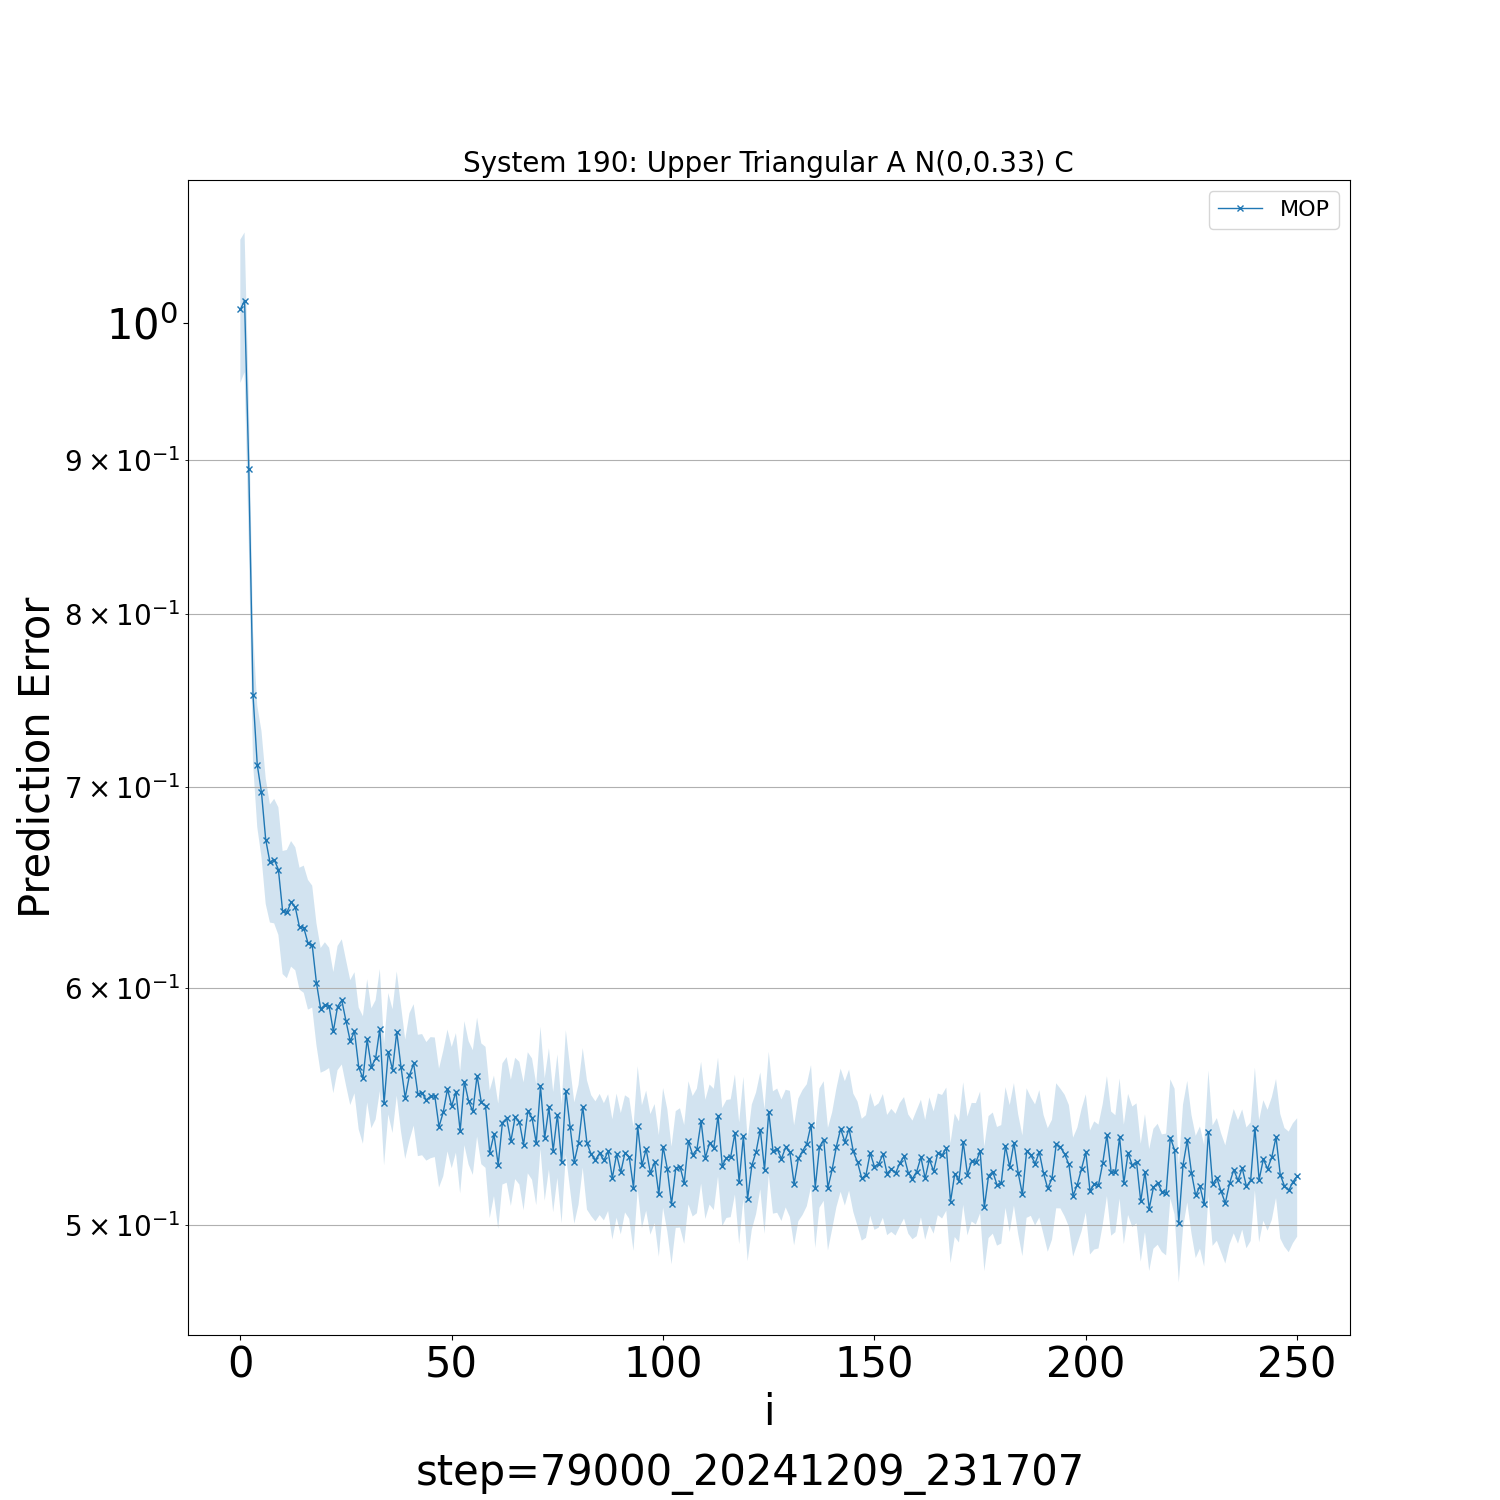 System 190: Upper Triangular A N(0,0.33) C
MOP
10⁰
9 × 10⁻¹
8 × 10⁻¹
7 × 10⁻¹
6 × 10⁻¹
5 × 10⁻¹
Prediction Error
0 50 100 150 200 250
i
step=79000_20241209_231707